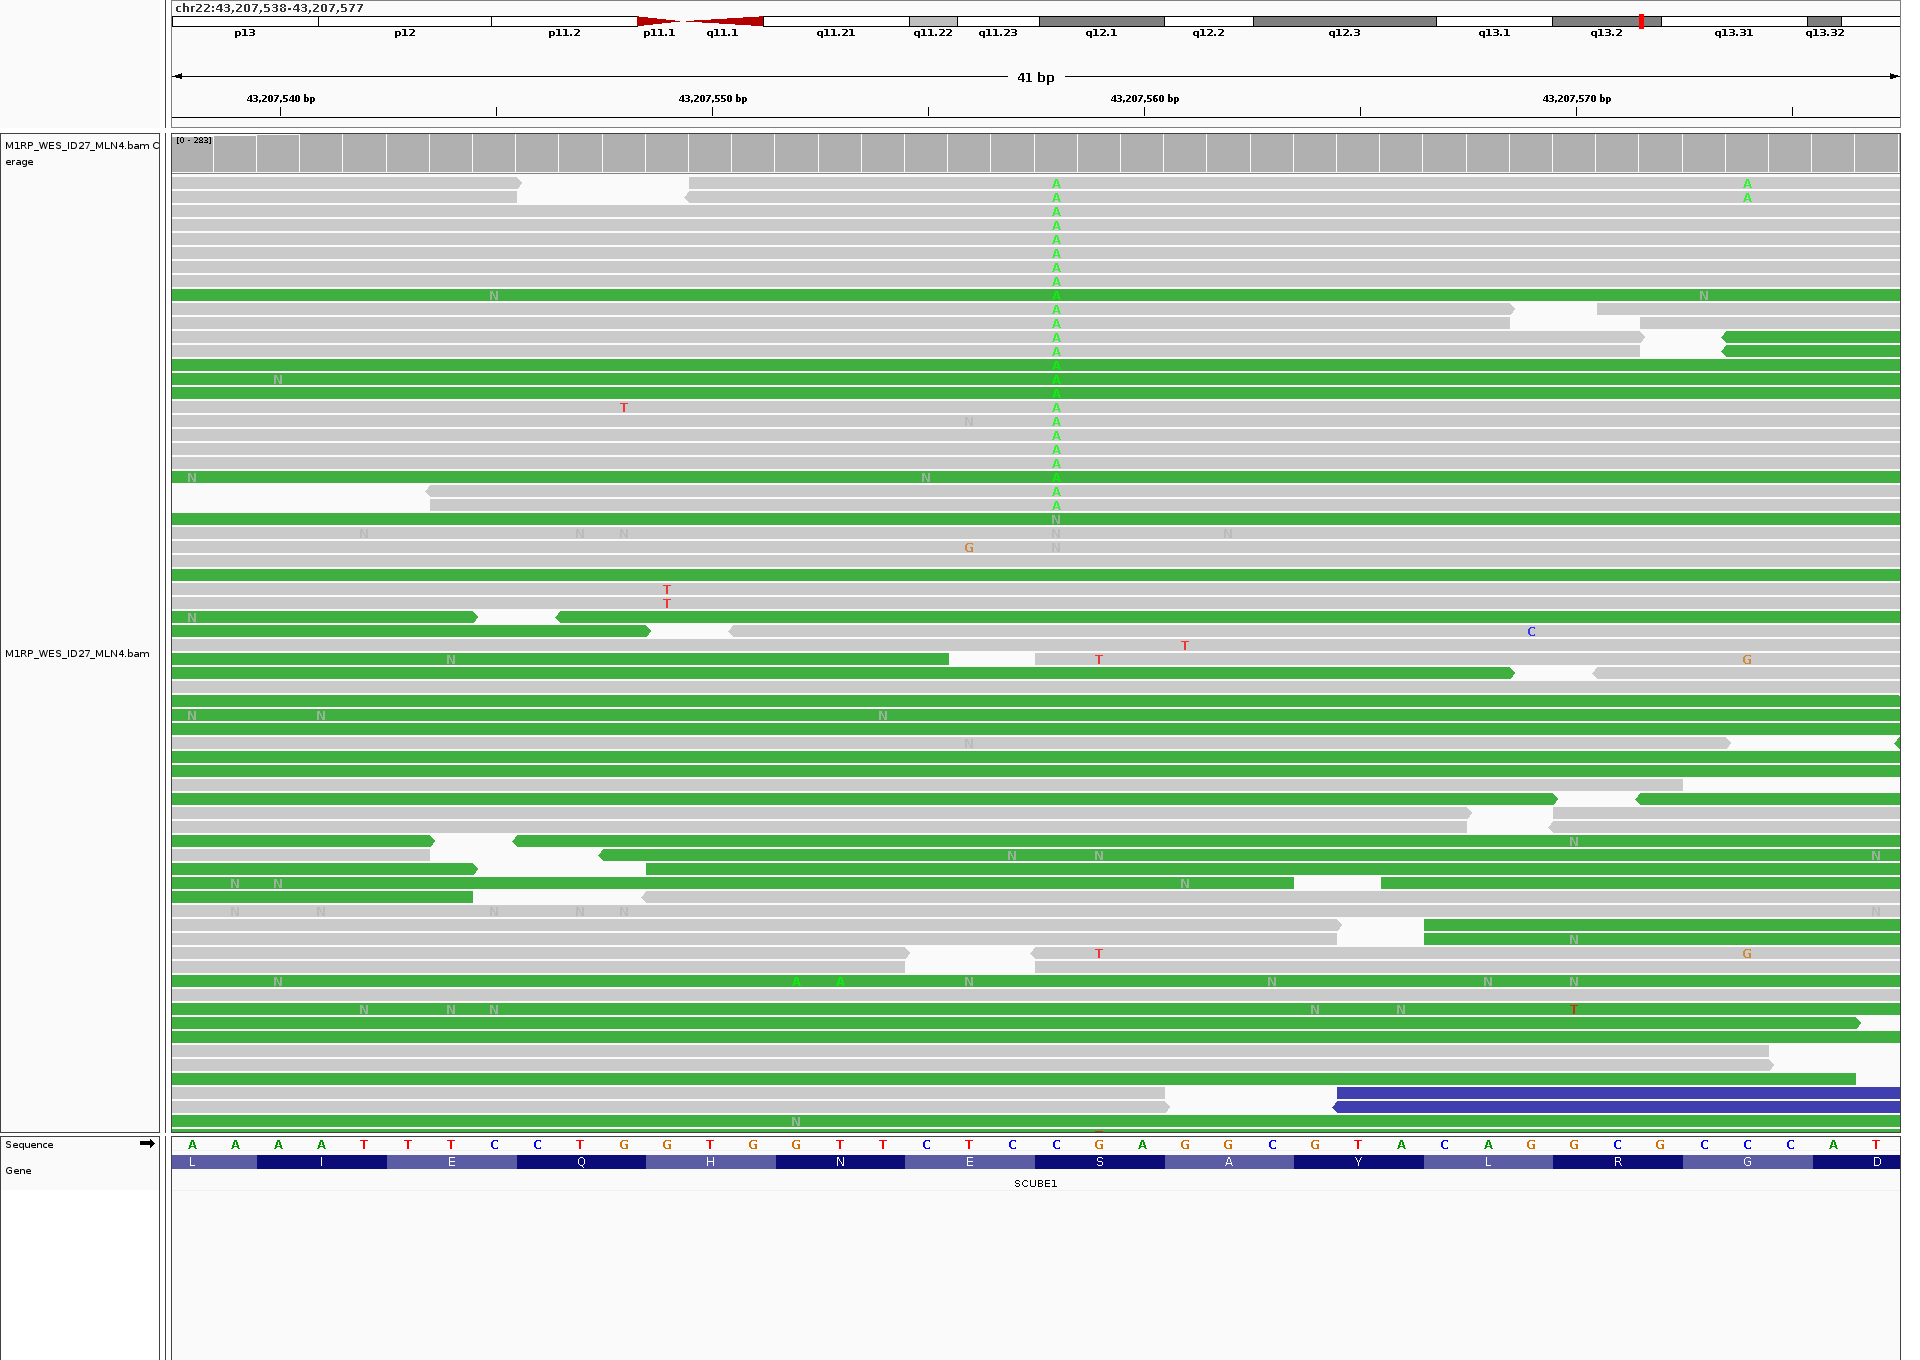 chr22:43,207,538-43,207,577
p13 p12 p11.2 p11.1 q11.1 q11.21 q11.22 q11.23 q12.1 q12.2 q12.3 q13.1 q13.2 q13.31 q13.32
41 bp
43,207,540 bp 43,207,550 bp 43,207,560 bp 43,207,570 bp
M1RP_WES_ID27_MLN4.bam C
erage
[0 - 283]
A A
A A
A
A
A
A
A
A
N A N
A
A
A
A
A
N A
A
T A
N A
A
A
A
N N A
A
A
N
N N N N N
G N
T
T
N
C
T
N T G
N N N
N
M1RP_WES_ID27_MLN4.bam
N
N N N
N N N
N N N N N N
N
T G
N A A N N N N
N N N N N T
N
Sequence
A A A A T T T C C T G G T G G T T C T C C G A G G C G T A C A G G C G C C C A T
Gene
L I E Q H N E S A Y L R G D
SCUBE1